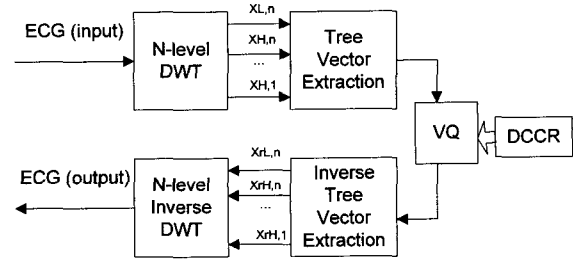 ECG (input)
N-level
DWT
XL,n
XH,n
...
XH,1
Tree
Vector
Extraction
VQ
DCCR
ECG (output)
N-level
Inverse
DWT
XrL,n
XrH,n
...
XrH,1
Inverse
Tree
Vector
Extraction